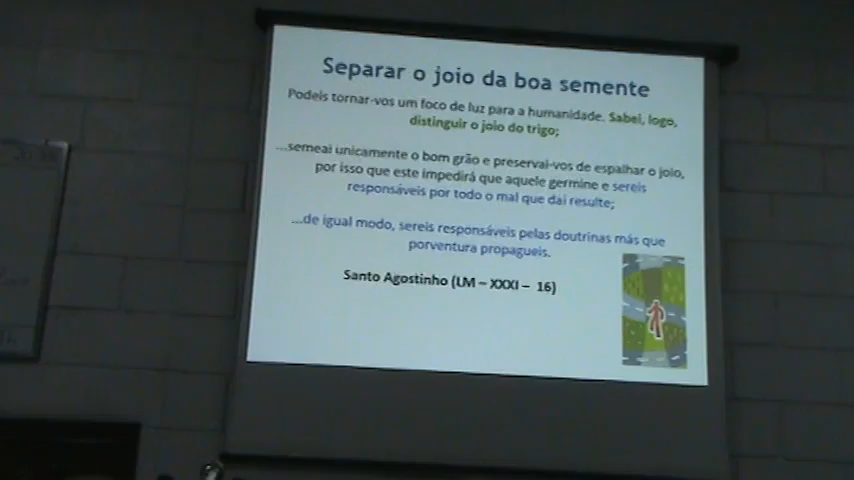 Separar o joio da boa semente
Podeis tornar-vos um foco de luz para a humanidade. Sabei, logo,
distinguir o joio do trigo;
...semeai unicamente o bom grão e preservai-vos de espalhar o joio,
por isso que este impedirá que aquele germine e sereis
responsáveis por todo o mal que daí resulte;
...de igual modo, sereis responsáveis pelas doutrinas más que
porventura propagueis.
Santo Agostinho (LM – XXXI – 16)